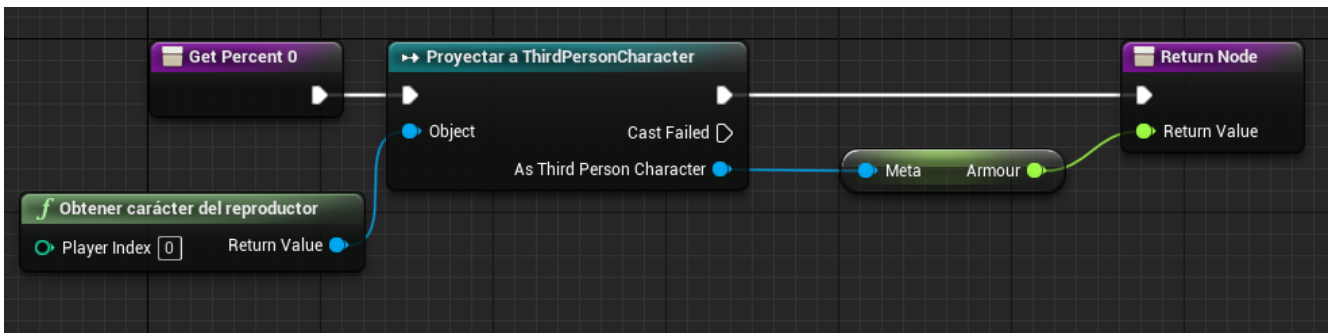 Get Percent 0
Proyectar a ThirdPersonCharacter
Object
Cast Failed
As Third Person Character
Return Node
Return Value
Meta Armour
f Obtener carácter del reproductor
Player Index 0 Return Value